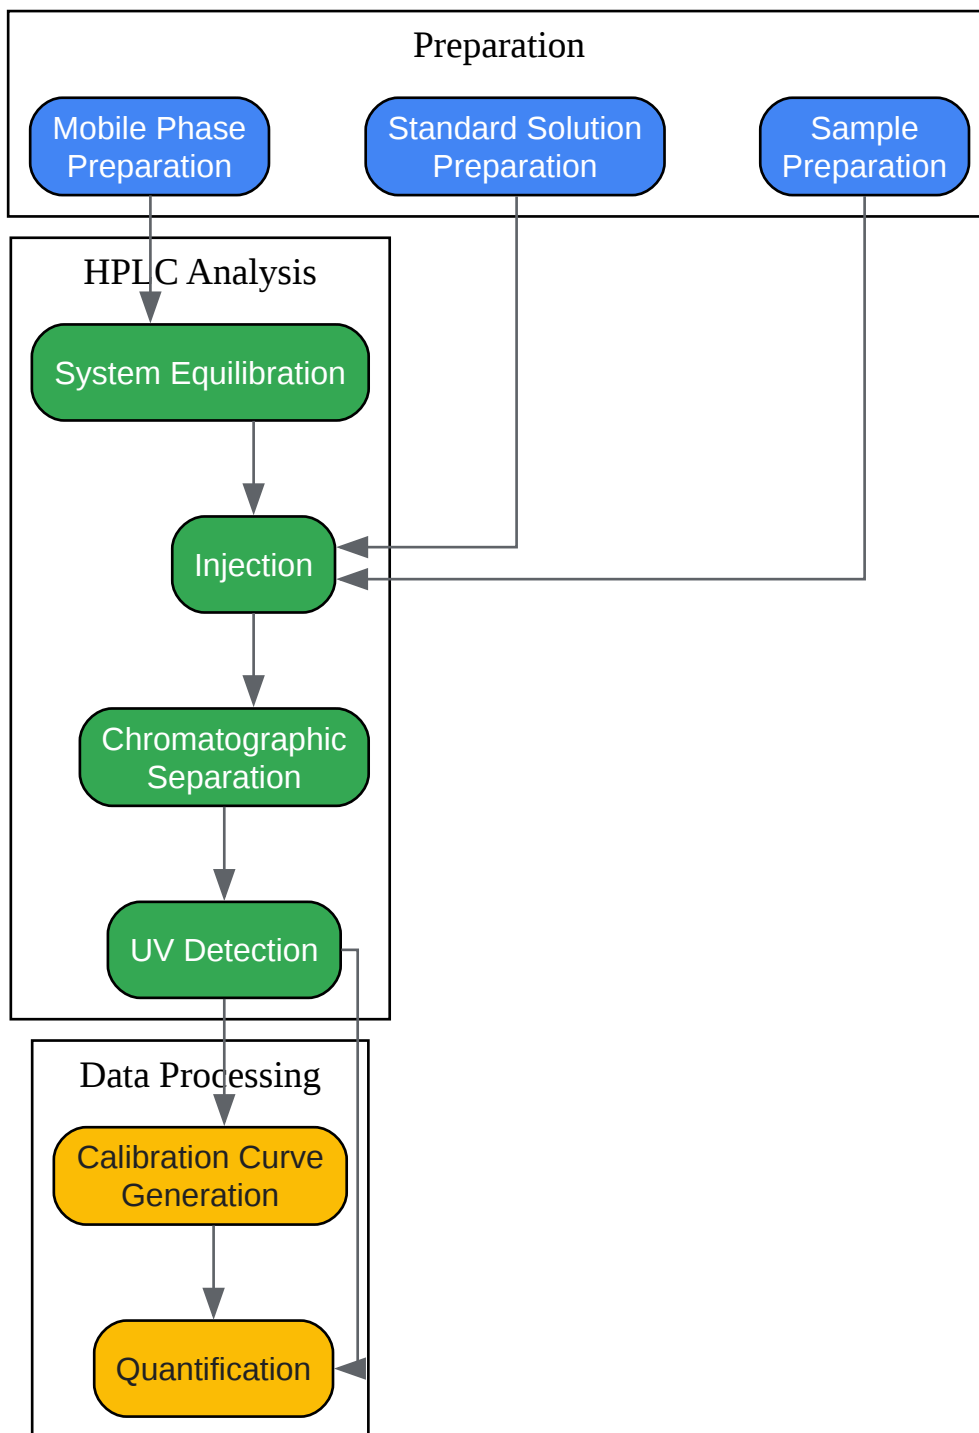 Preparation
Mobile Phase
Preparation
Standard Solution
Preparation
Sample
Preparation
HPLC Analysis
System Equilibration
Injection
Chromatographic
Separation
UV Detection
Data Processing
Calibration Curve
Generation
Quantification